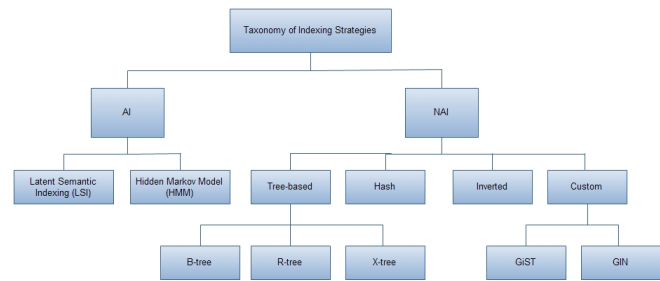 Taxonomy of Indexing Strategies
AI
NAI
Latent Semantic
Indexing (LSI)
Hidden Markov Model
(HMM)
Tree-based
Hash
Inverted
Custom
B-tree
R-tree
X-tree
GiST
GIN